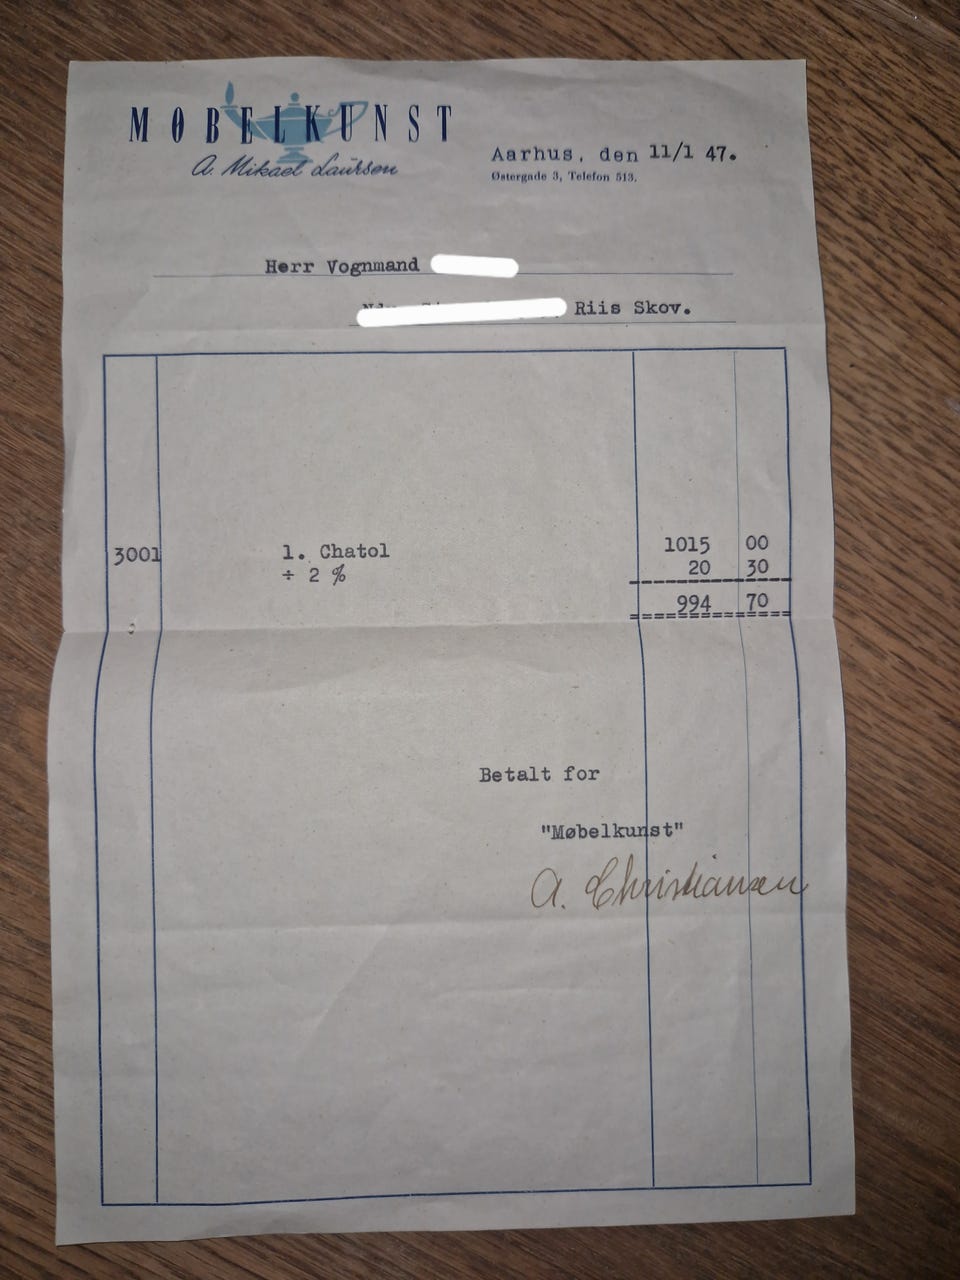 MØBELKUNST
A. Mikael Laursen
Aarhus, den 11/1 47.
Østergade 3, Telefon 513.
Herr Vognmand
Riis Skov.
3001 1. Chatol 1015 00
÷ 2 % 20 30
994 70
Betalt for
"Møbelkunst"
A. Christiansen